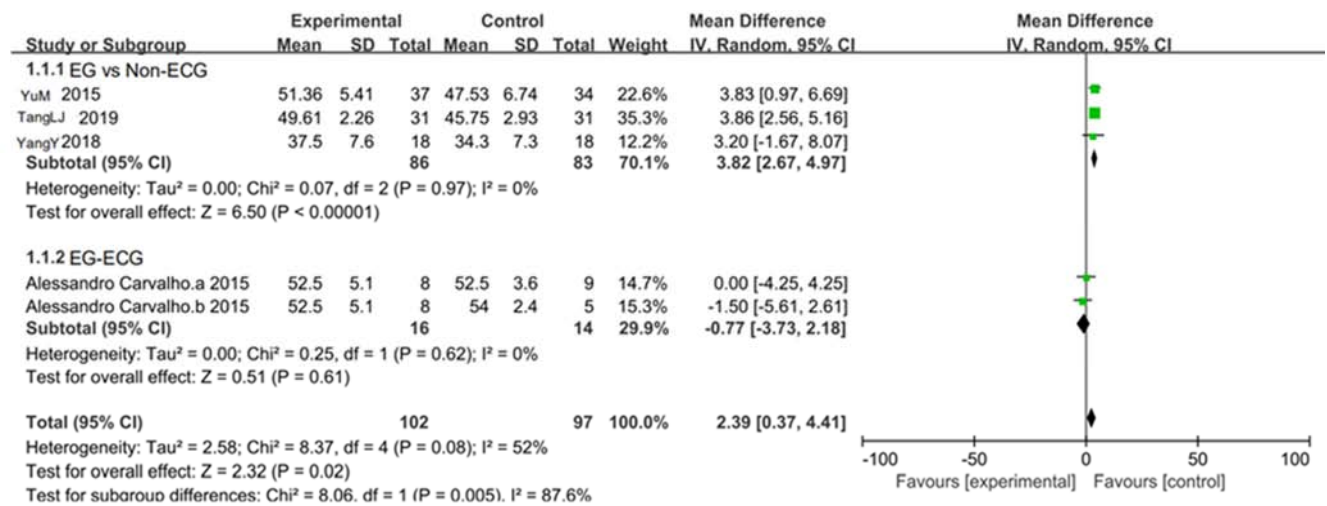 Experimental Control Mean Difference Mean Difference
Study or Subgroup Mean SD Total Mean SD Total Weight IV, Random, 95% CI IV, Random, 95% CI
1.1.1 EG vs Non-ECG
YuM 2015 51.36 5.41 37 47.53 6.74 34 22.6% 3.83 [0.97, 6.69]
TangLJ 2019 49.61 2.26 31 45.75 2.93 31 35.3% 3.86 [2.56, 5.16]
YangY 2018 37.5 7.6 18 34.3 7.3 18 12.2% 3.20 [-1.67, 8.07]
Subtotal (95% CI) 86 83 70.1% 3.82 [2.67, 4.97]
Heterogeneity: Tau² = 0.00; Chi² = 0.07, df = 2 (P = 0.97); I² = 0%
Test for overall effect: Z = 6.50 (P < 0.00001)
1.1.2 EG-ECG
Alessandro Carvalho.a 2015 52.5 5.1 8 52.5 3.6 9 14.7% 0.00 [-4.25, 4.25]
Alessandro Carvalho.b 2015 52.5 5.1 8 54 2.4 5 15.3% -1.50 [-5.61, 2.61]
Subtotal (95% CI) 16 14 29.9% -0.77 [-3.73, 2.18]
Heterogeneity: Tau² = 0.00; Chi² = 0.25, df = 1 (P = 0.62); I² = 0%
Test for overall effect: Z = 0.51 (P = 0.61)
Total (95% CI) 102 97 100.0% 2.39 [0.37, 4.41]
Heterogeneity: Tau² = 2.58; Chi² = 8.37, df = 4 (P = 0.08); I² = 52%
Test for overall effect: Z = 2.32 (P = 0.02)
Test for subgroup differences: Chi² = 8.06, df = 1 (P = 0.005), I² = 87.6%
-100 -50 0 50 100
Favours [experimental] Favours [control]